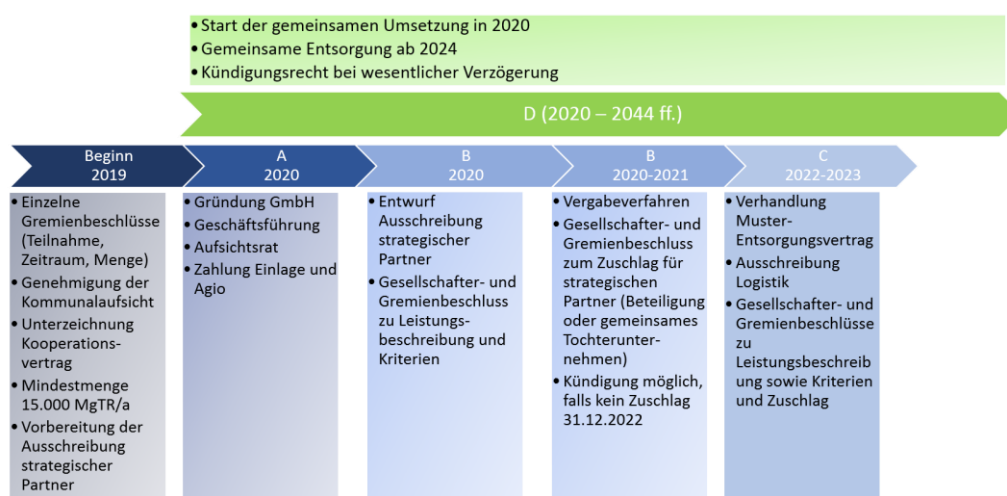 • Start der gemeinsamen Umsetzung in 2020
• Gemeinsame Entsorgung ab 2024
• Kündigungsrecht bei wesentlicher Verzögerung
D (2020 – 2044 ff.)
Beginn
2019
• Einzelne
Gremienbeschlüsse
(Teilnahme,
Zeitraum, Menge)
• Genehmigung der
Kommunalaufsicht
• Unterzeichnung
Kooperations-
vertrag
• Mindestmenge
15.000 MgTR/a
• Vorbereitung der
Ausschreibung
strategischer
Partner
A
2020
• Gründung GmbH
• Geschäftsführung
• Aufsichtsrat
• Zahlung Einlage und
Agio
B
2020
• Entwurf
Ausschreibung
strategischer
Partner
• Gesellschafter- und
Gremienbeschluss
zu Leistungs-
beschreibung und
Kriterien
B
2020-2021
• Vergabeverfahren
• Gesellschafter- und
Gremienbeschluss
zum Zuschlag für
strategischen
Partner (Beteiligung
oder gemeinsames
Tochterunter-
nehmen)
• Kündigung möglich,
falls kein Zuschlag
31.12.2022
C
2022-2023
• Verhandlung
Muster-
Entsorgungsvertrag
• Ausschreibung
Logistik
• Gesellschafter- und
Gremienbeschlüsse
zu
Leistungsbeschreib
ung sowie Kriterien
und Zuschlag